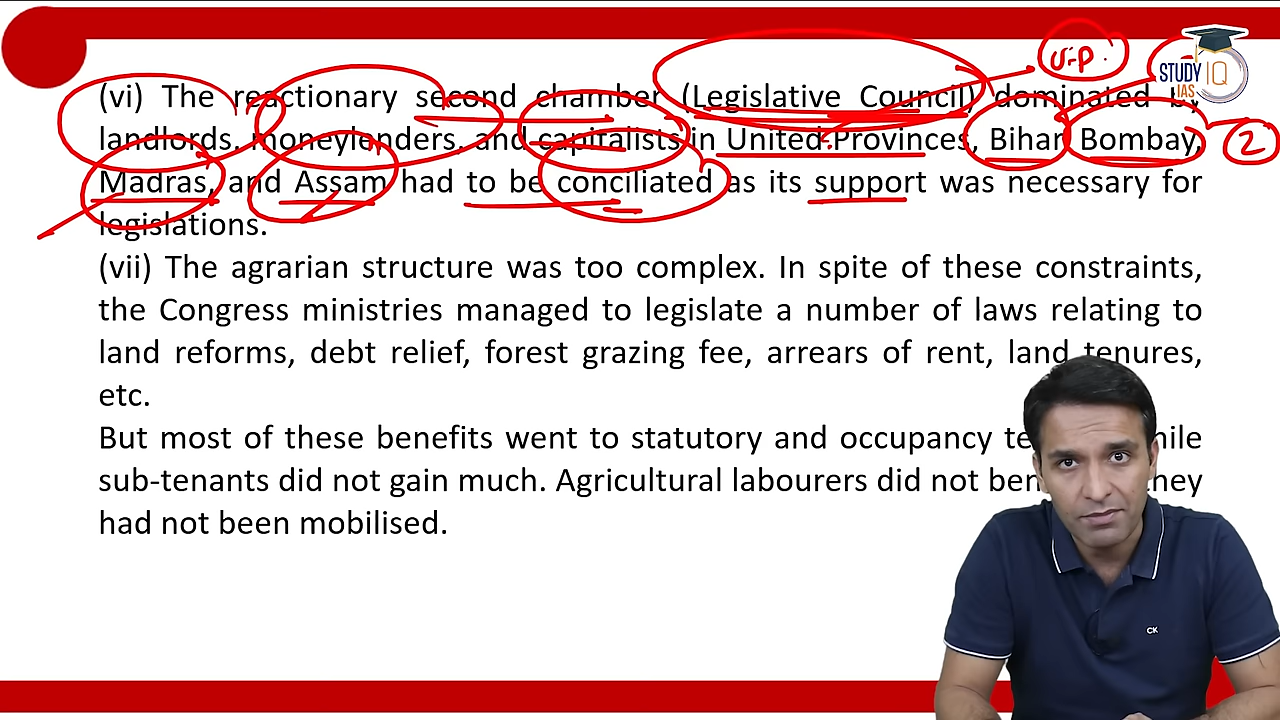 U.P.
STUDY IQ
IAS
(vi) The reactionary second chamber (Legislative Council) dominated by
landlords, moneylenders, and capitalists in United Provinces, Bihar Bombay,
2
Madras, and Assam had to be conciliated as its support was necessary for
legislations.
(vii) The agrarian structure was too complex. In spite of these constraints,
the Congress ministries managed to legislate a number of laws relating to
land reforms, debt relief, forest grazing fee, arrears of rent, land tenures,
etc.
But most of these benefits went to statutory and occupancy
sub-tenants did not gain much. Agricultural labourers did not
had not been mobilised.
CK